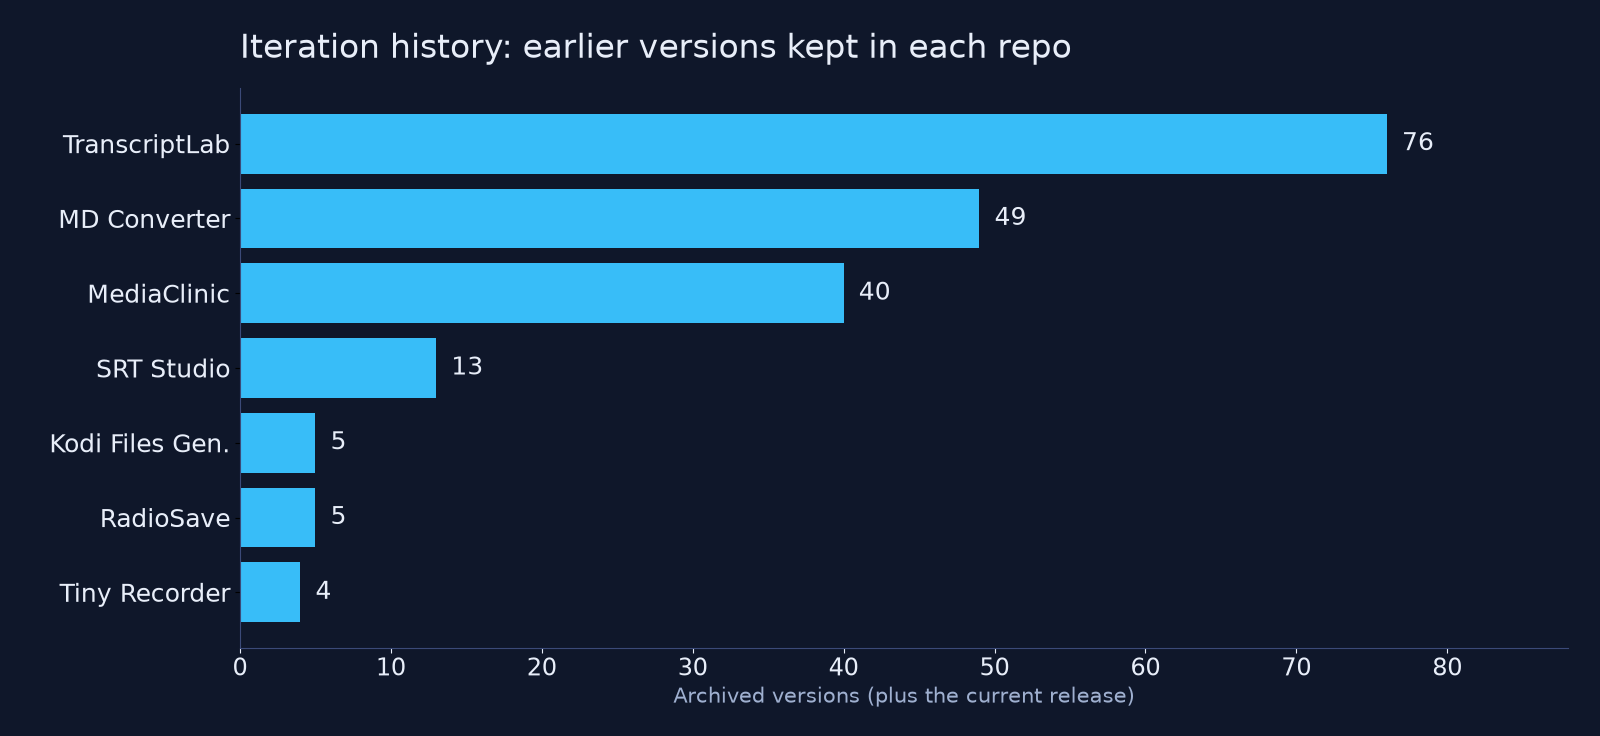 Iteration history: earlier versions kept in each repo
TranscriptLab 76
MD Converter 49
MediaClinic 40
SRT Studio 13
Kodi Files Gen. 5
RadioSave 5
Tiny Recorder 4
0 10 20 30 40 50 60 70 80
Archived versions (plus the current release)